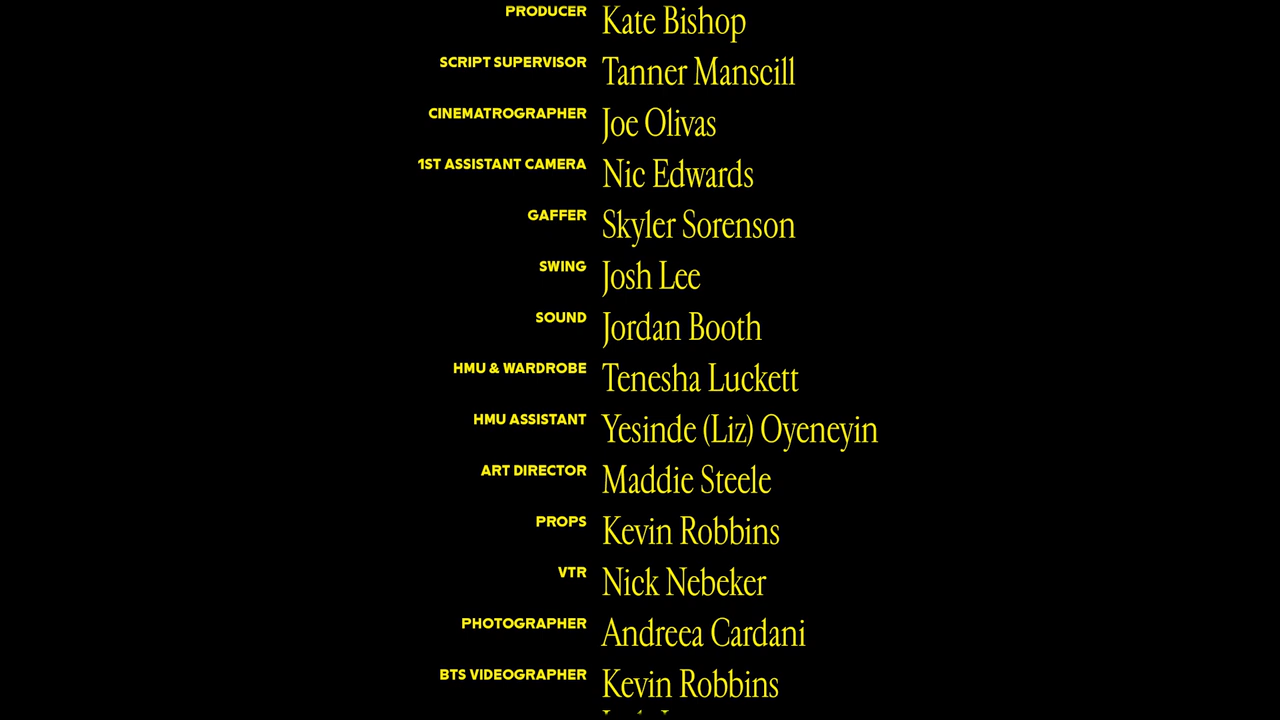 PRODUCER Kate Bishop
SCRIPT SUPERVISOR Tanner Manscill
CINEMATROGRAPHER Joe Olivas
1ST ASSISTANT CAMERA Nic Edwards
GAFFER Skyler Sorenson
SWING Josh Lee
SOUND Jordan Booth
HMU & WARDROBE Tenesha Luckett
HMU ASSISTANT Yesinde (Liz) Oyeneyin
ART DIRECTOR Maddie Steele
PROPS Kevin Robbins
VTR Nick Nebeker
PHOTOGRAPHER Andreea Cardani
BTS VIDEOGRAPHER Kevin Robbins